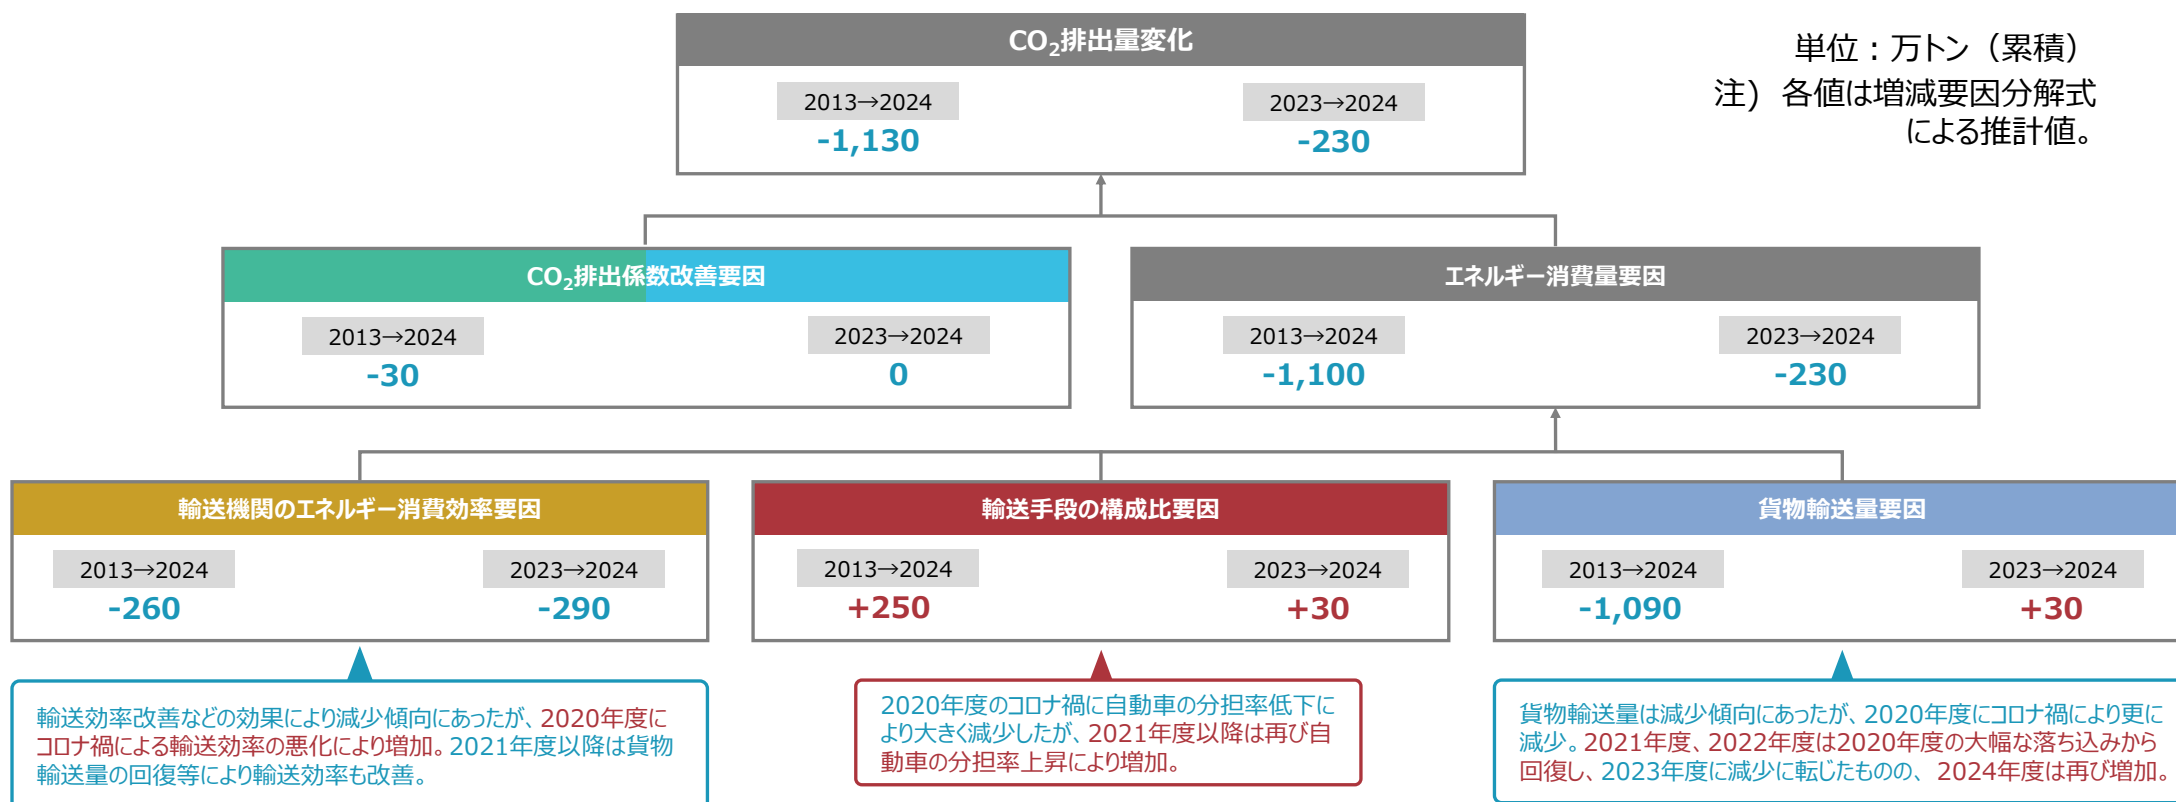 CO₂排出量変化
2013→2024
-1,130
2023→2024
-230
単位：万トン（累積）
注）各値は増減要因分解式
による推計値。
CO₂排出係数改善要因
2013→2024
-30
2023→2024
0
エネルギー消費量要因
2013→2024
-1,100
2023→2024
-230
輸送機関のエネルギー消費効率要因
2013→2024
-260
2023→2024
-290
輸送手段の構成比要因
2013→2024
+250
2023→2024
+30
貨物輸送量要因
2013→2024
-1,090
2023→2024
+30
輸送効率改善などの効果により減少傾向にあったが、2020年度に
コロナ禍による輸送効率の悪化により増加。2021年度以降は貨物
輸送量の回復等により輸送効率も改善。
2020年度のコロナ禍に自動車の分担率低下に
より大きく減少したが、2021年度以降は再び自
動車の分担率上昇により増加。
貨物輸送量は減少傾向にあったが、2020年度にコロナ禍により更に
減少。2021年度、2022年度は2020年度の大幅な落ち込みから
回復し、2023年度に減少に転じたものの、2024年度は再び増加。